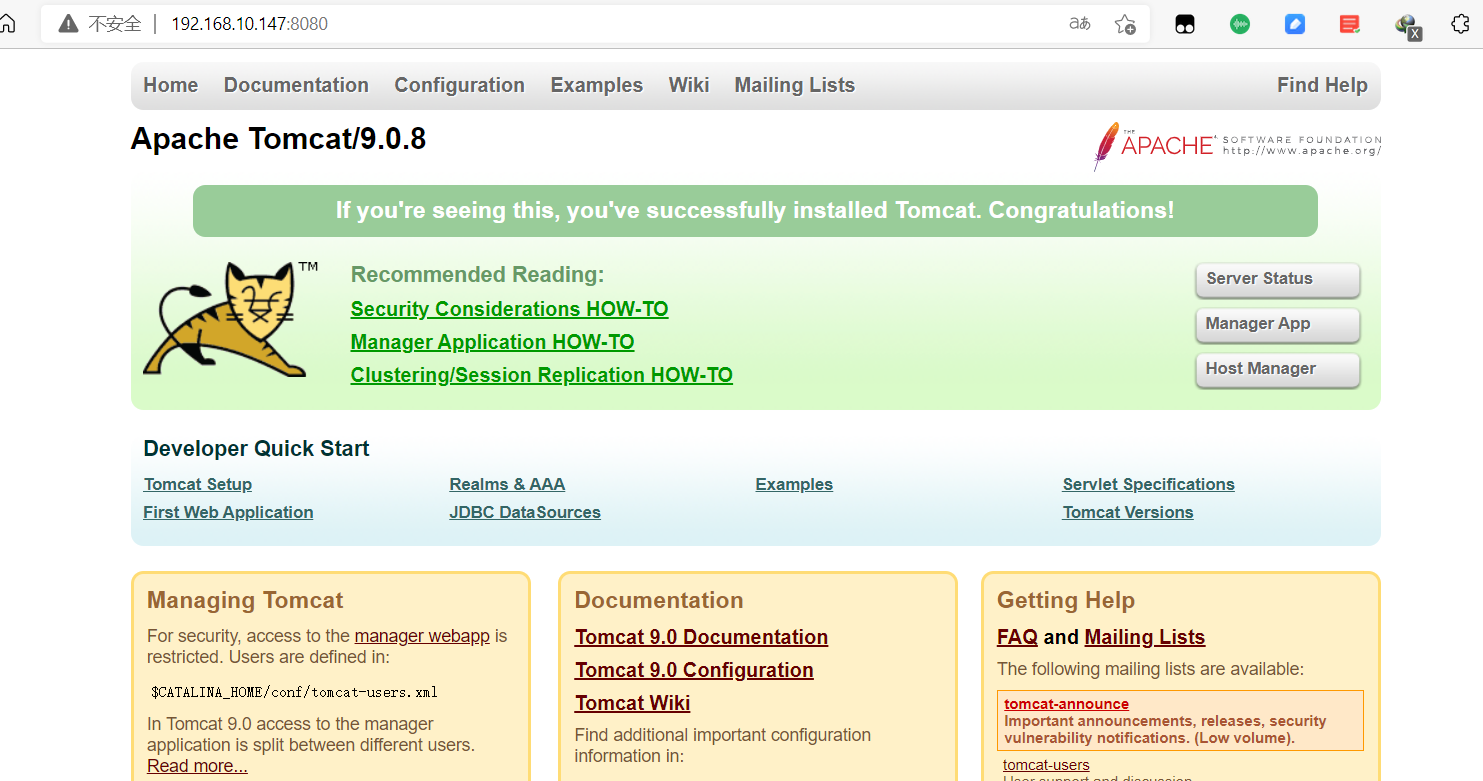 不安全 192.168.10.147:8080 aあ
X
Home Documentation Configuration Examples Wiki Mailing Lists Find Help
Apache Tomcat/9.0.8
THE APACHE SOFTWARE FOUNDATION
http://www.apache.org/
If you're seeing this, you've successfully installed Tomcat. Congratulations!
TM
Recommended Reading:
Security Considerations HOW-TO
Manager Application HOW-TO
Clustering/Session Replication HOW-TO
Server Status
Manager App
Host Manager
Developer Quick Start
Tomcat Setup Realms & AAA Examples Servlet Specifications
First Web Application JDBC DataSources Tomcat Versions
Managing Tomcat
For security, access to the manager webapp is
restricted. Users are defined in:
$CATALINA_HOME/conf/tomcat-users.xml
In Tomcat 9.0 access to the manager
application is split between different users.
Read more...
Documentation
Tomcat 9.0 Documentation
Tomcat 9.0 Configuration
Tomcat Wiki
Find additional important configuration
information in:
Getting Help
FAQ and Mailing Lists
The following mailing lists are available:
tomcat-announce
Important announcements, releases, security
vulnerability notifications. (Low volume).
tomcat-users
User support and discussion